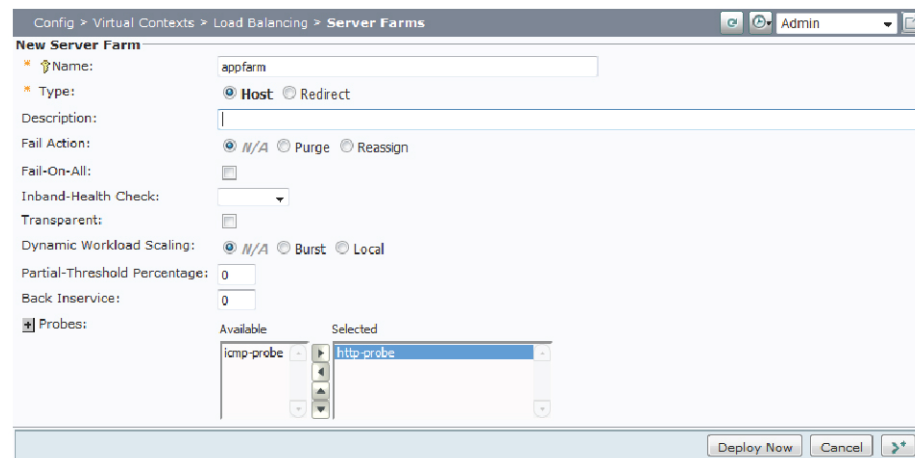 Config > Virtual Contexts > Load Balancing > Server Farms
Admin
New Server Farm
* Name: appfarm
* Type: Host Redirect
Description:
Fail Action: N/A Purge Reassign
Fail-On-All:
Inband-Health Check:
Transparent:
Dynamic Workload Scaling: N/A Burst Local
Partial-Threshold Percentage: 0
Back Inservice: 0
Probes:
Available Selected
icmp-probe http-probe
Deploy Now Cancel